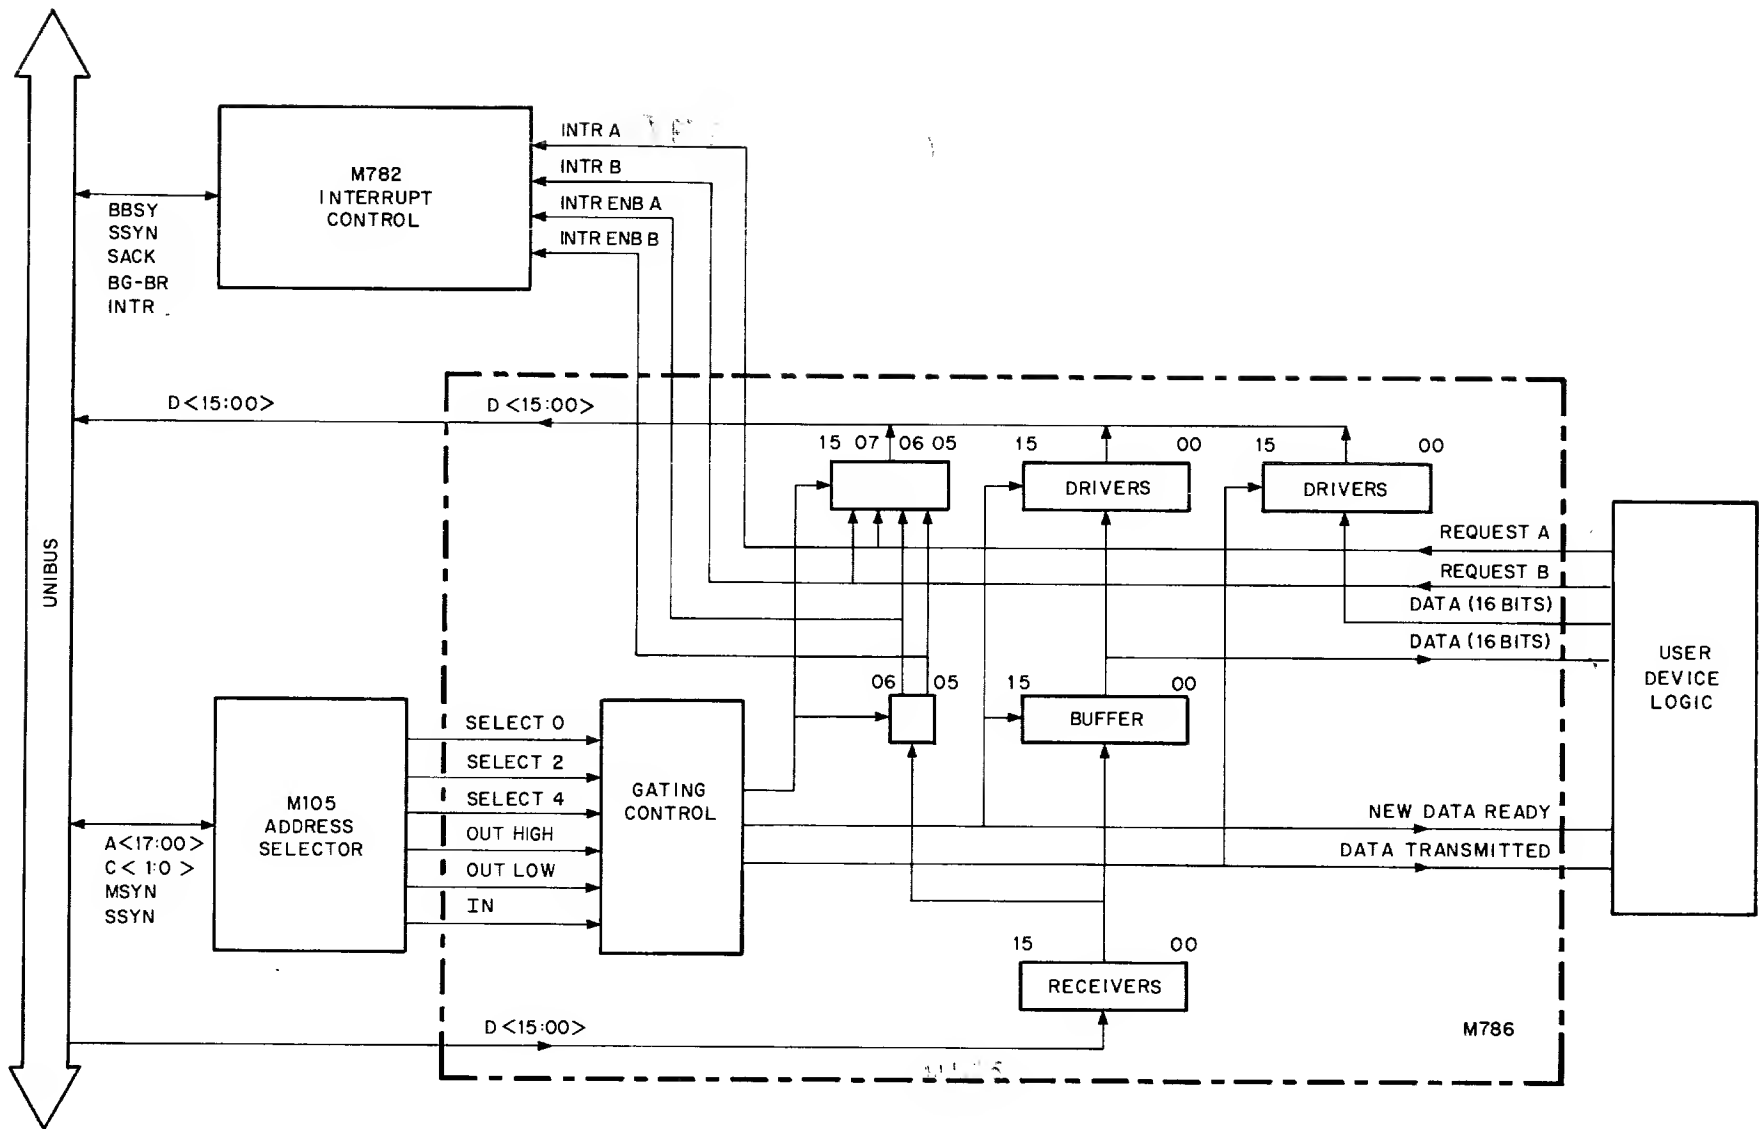 INTR A
INTR B
INTR ENB A
INTR ENB B
M782
INTERRUPT
CONTROL
BBSY
SSYN
SACK
BG-BR
INTR
D<15:00>
D<15:00>
15 07 06 05
15 00
15 00
DRIVERS
DRIVERS
REQUEST A
REQUEST B
DATA (16 BITS)
DATA (16 BITS)
UNIBUS
USER
DEVICE
LOGIC
06 05
15 00
BUFFER
SELECT 0
SELECT 2
SELECT 4
OUT HIGH
OUT LOW
IN
GATING
CONTROL
M105
ADDRESS
SELECTOR
A<17:00>
C<1:0>
MSYN
SSYN
NEW DATA READY
DATA TRANSMITTED
15 00
RECEIVERS
D<15:00>
M786